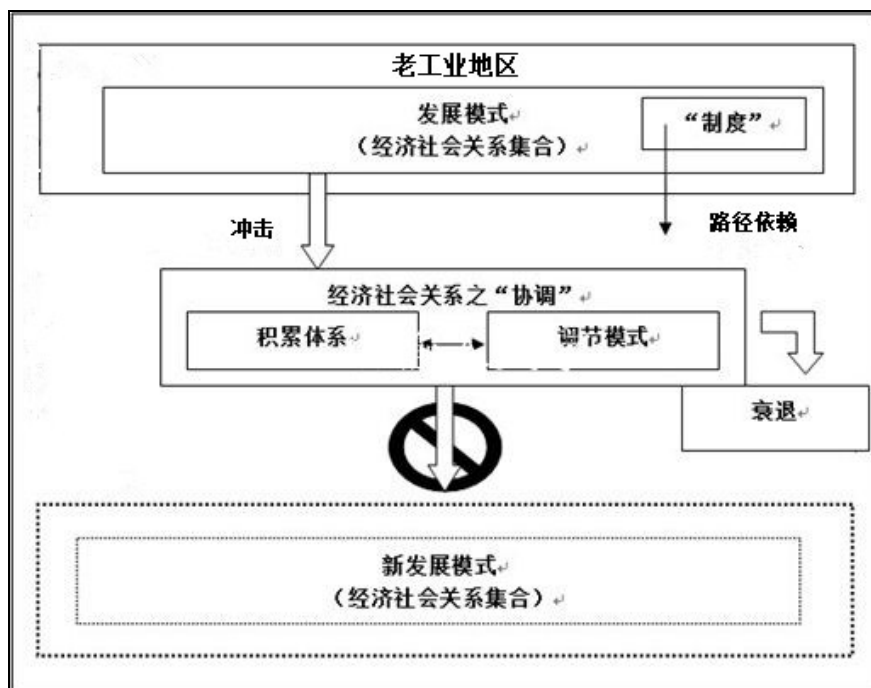 老工业地区
发展模式
（经济社会关系集合）
“制度”
冲击
路径依赖
经济社会关系之“协调”
积累体系
调节模式
衰退
新发展模式
（经济社会关系集合）